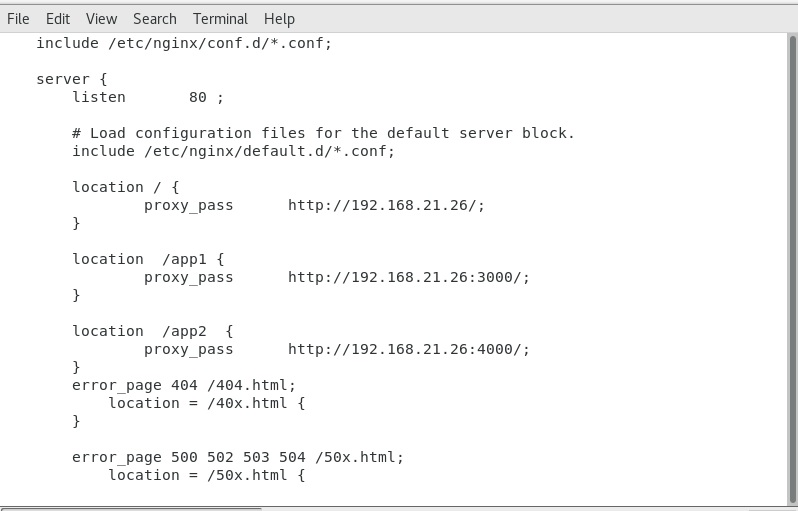 File Edit View Search Terminal Help
include /etc/nginx/conf.d/*.conf;
server {
listen       80 ;
# Load configuration files for the default server block.
include /etc/nginx/default.d/*.conf;
location / {
proxy_pass      http://192.168.21.26/;
}
location  /app1 {
proxy_pass      http://192.168.21.26:3000/;
}
location  /app2  {
proxy_pass      http://192.168.21.26:4000/;
}
error_page 404 /404.html;
location = /40x.html {
}
error_page 500 502 503 504 /50x.html;
location = /50x.html {